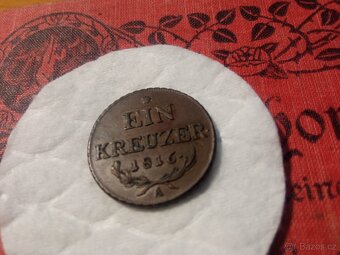 EIN
KREUZER
1816.
A